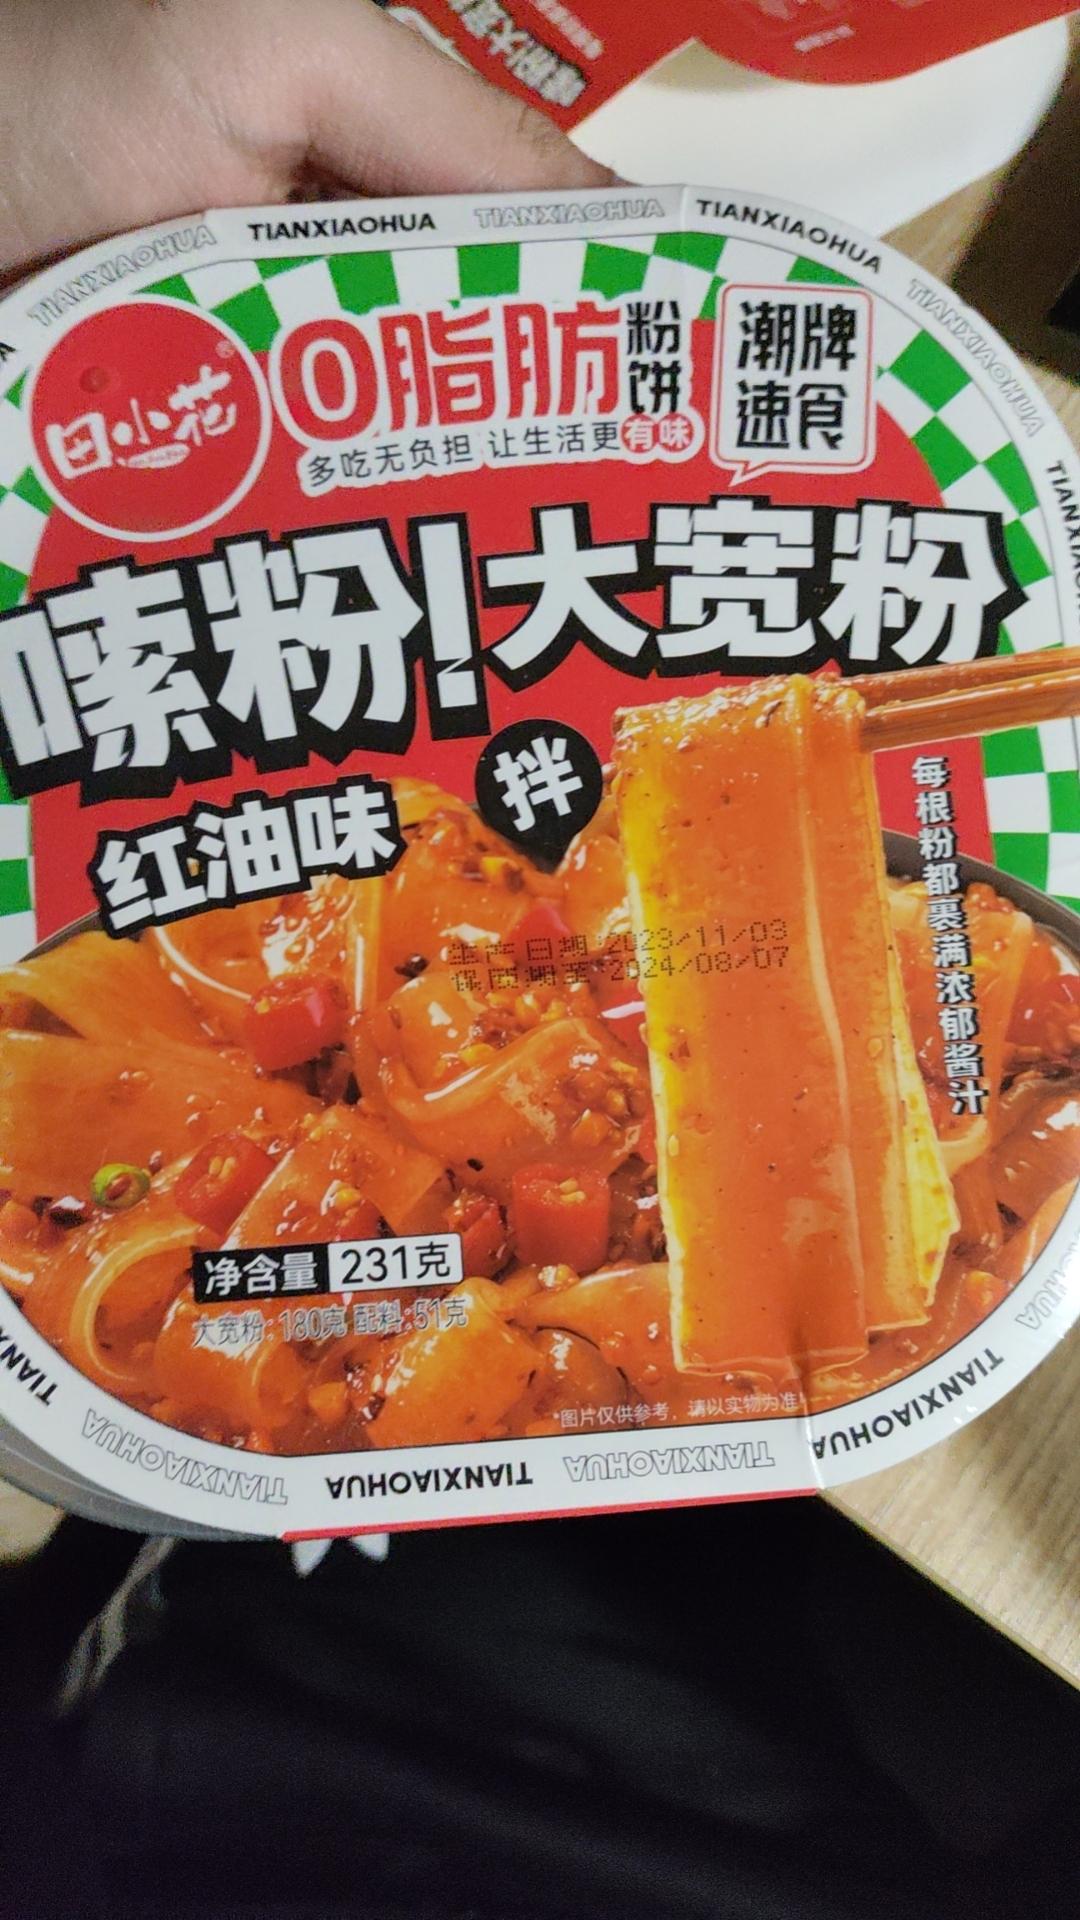 TIANXIAOHUA TIANXIAOHUA TIANXIAOHUA TIANXIAOHUA TIANXIAOHUA
田小花®
0脂肪粉饼
多吃无负担 让生活更有味
潮牌速食
嗦粉!大宽粉
红油味
拌
每根粉都裹满浓郁酱汁
生产日期:2023/11/03
保质期至:2024/08/07
净含量 231克
大宽粉:180克 配料:51克
*图片仅供参考，请以实物为准!
TIANXIAOHUA TIANXIAOHUA TIANXIAOHUA TIANXIAOHUA